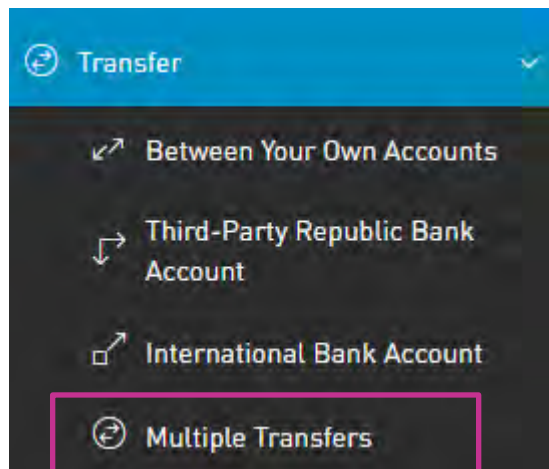 Transfer
Between Your Own Accounts
Third-Party Republic Bank
Account
International Bank Account
Multiple Transfers